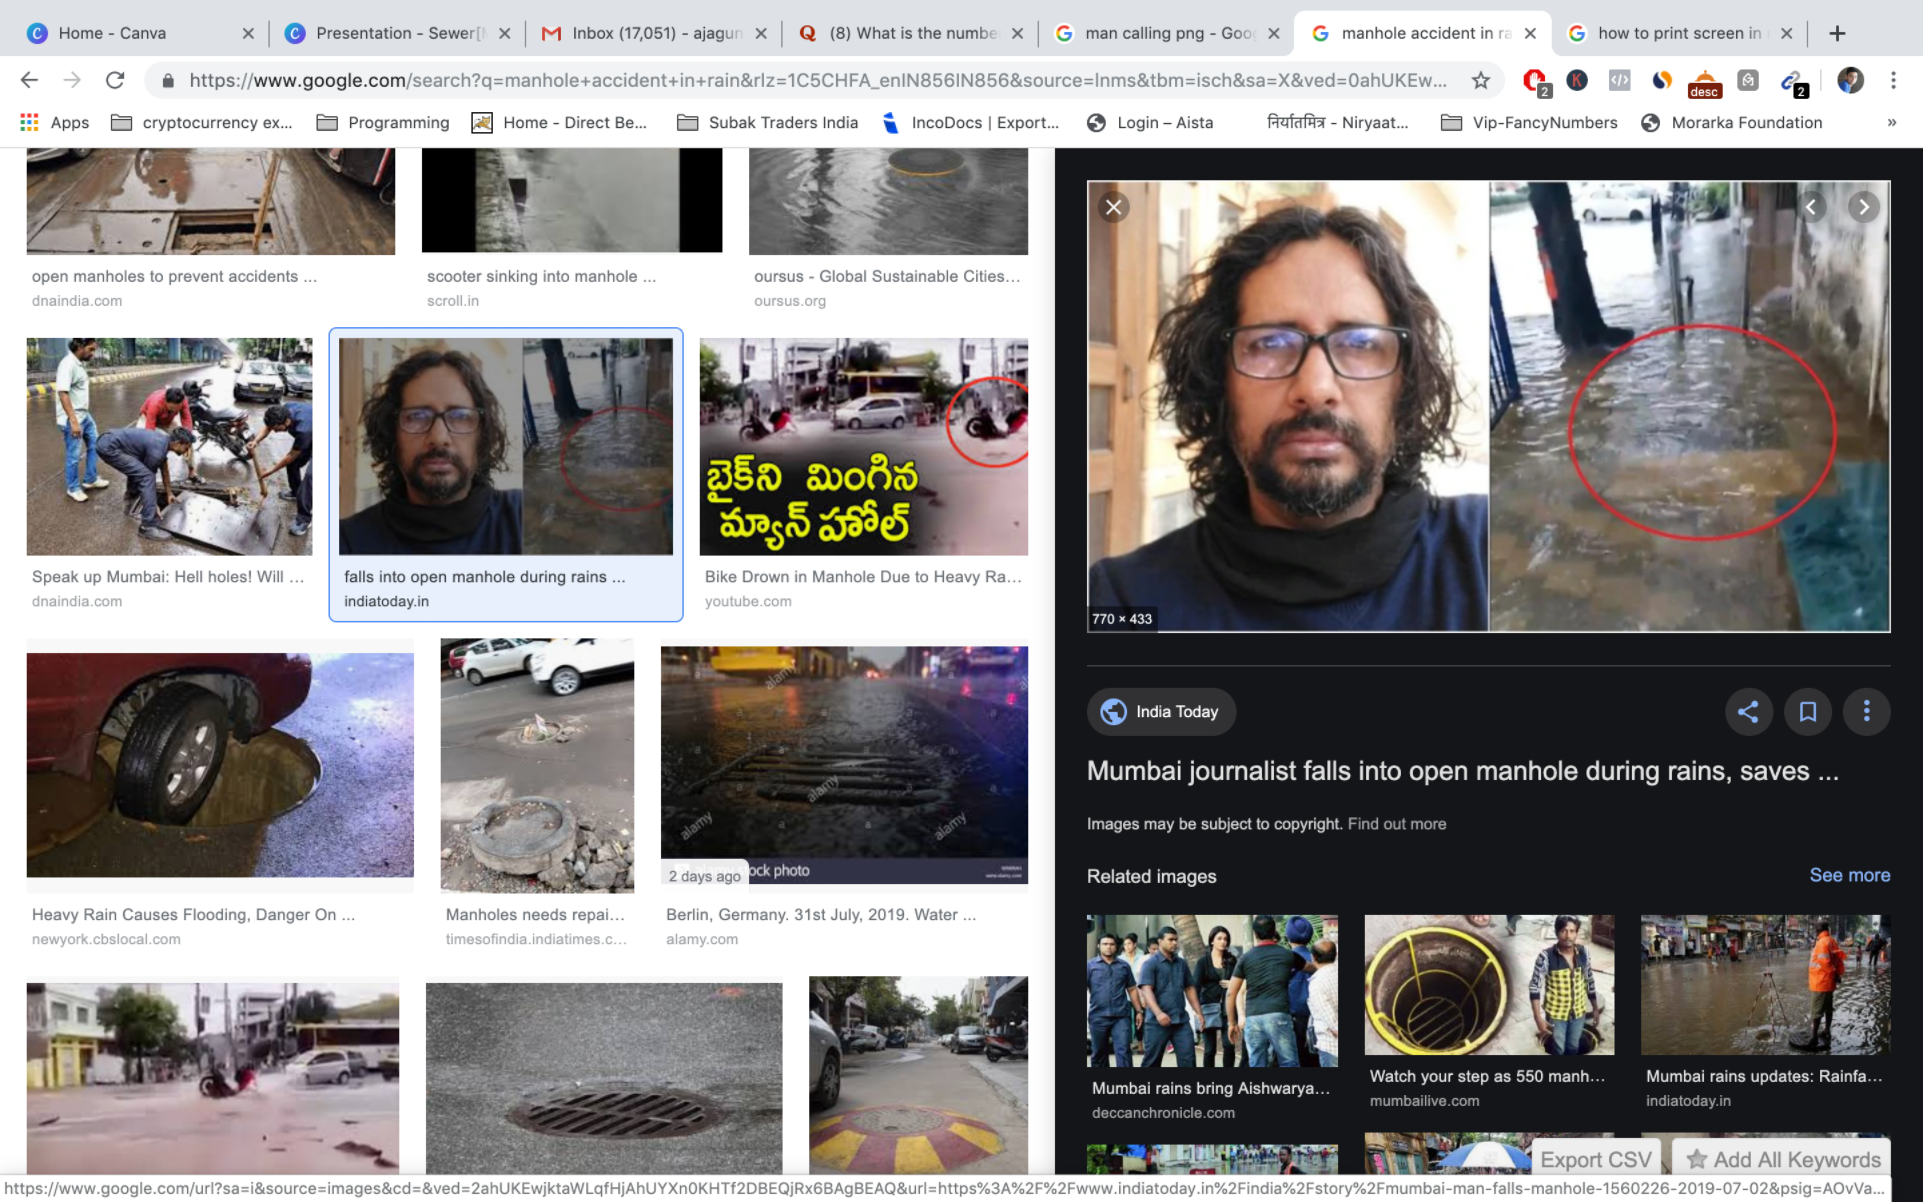 Home - Canva
Presentation - Sewer[
Inbox (17,051) - ajagun
(8) What is the numbe
man calling png - Goo
manhole accident in ra
how to print screen in
https://www.google.com/search?q=manhole+accident+in+rain&rlz=1C5CHFA_enIN856IN856&source=lnms&tbm=isch&sa=X&ved=0ahUKEw...
2
K
desc
2
Apps
cryptocurrency ex...
Programming
Home - Direct Be...
Subak Traders India
IncoDocs | Export...
Login – Aista
निर्यातमित्र - Niryaat...
Vip-FancyNumbers
Morarka Foundation
»
open manholes to prevent accidents ...
dnaindia.com
scooter sinking into manhole ...
scroll.in
oursus - Global Sustainable Cities...
oursus.org
బైక్‌ని మింగిన
మ్యాన్ హోల్
Speak up Mumbai: Hell holes! Will ...
dnaindia.com
falls into open manhole during rains ...
indiatoday.in
Bike Drown in Manhole Due to Heavy Ra...
youtube.com
alamy
alamy
alamy
alamy
2 days ago
ock photo
www.alamy.com
Heavy Rain Causes Flooding, Danger On ...
newyork.cbslocal.com
Manholes needs repai...
timesofindia.indiatimes.c...
Berlin, Germany. 31st July, 2019. Water ...
alamy.com
770 × 433
India Today
Mumbai journalist falls into open manhole during rains, saves ...
Images may be subject to copyright. Find out more
Related images
See more
Mumbai rains bring Aishwarya...
deccanchronicle.com
Watch your step as 550 manh...
mumbailive.com
Mumbai rains updates: Rainfa...
indiatoday.in
Export CSV
Add All Keywords
https://www.google.com/url?sa=i&source=images&cd=&ved=2ahUKEwjktaWLqfHjAhUYXn0KHTf2DBEQjRx6BAgBEAQ&url=https%3A%2F%2Fwww.indiatoday.in%2Findia%2Fstory%2Fmumbai-man-falls-manhole-1560226-2019-07-02&psig=AOvVa...